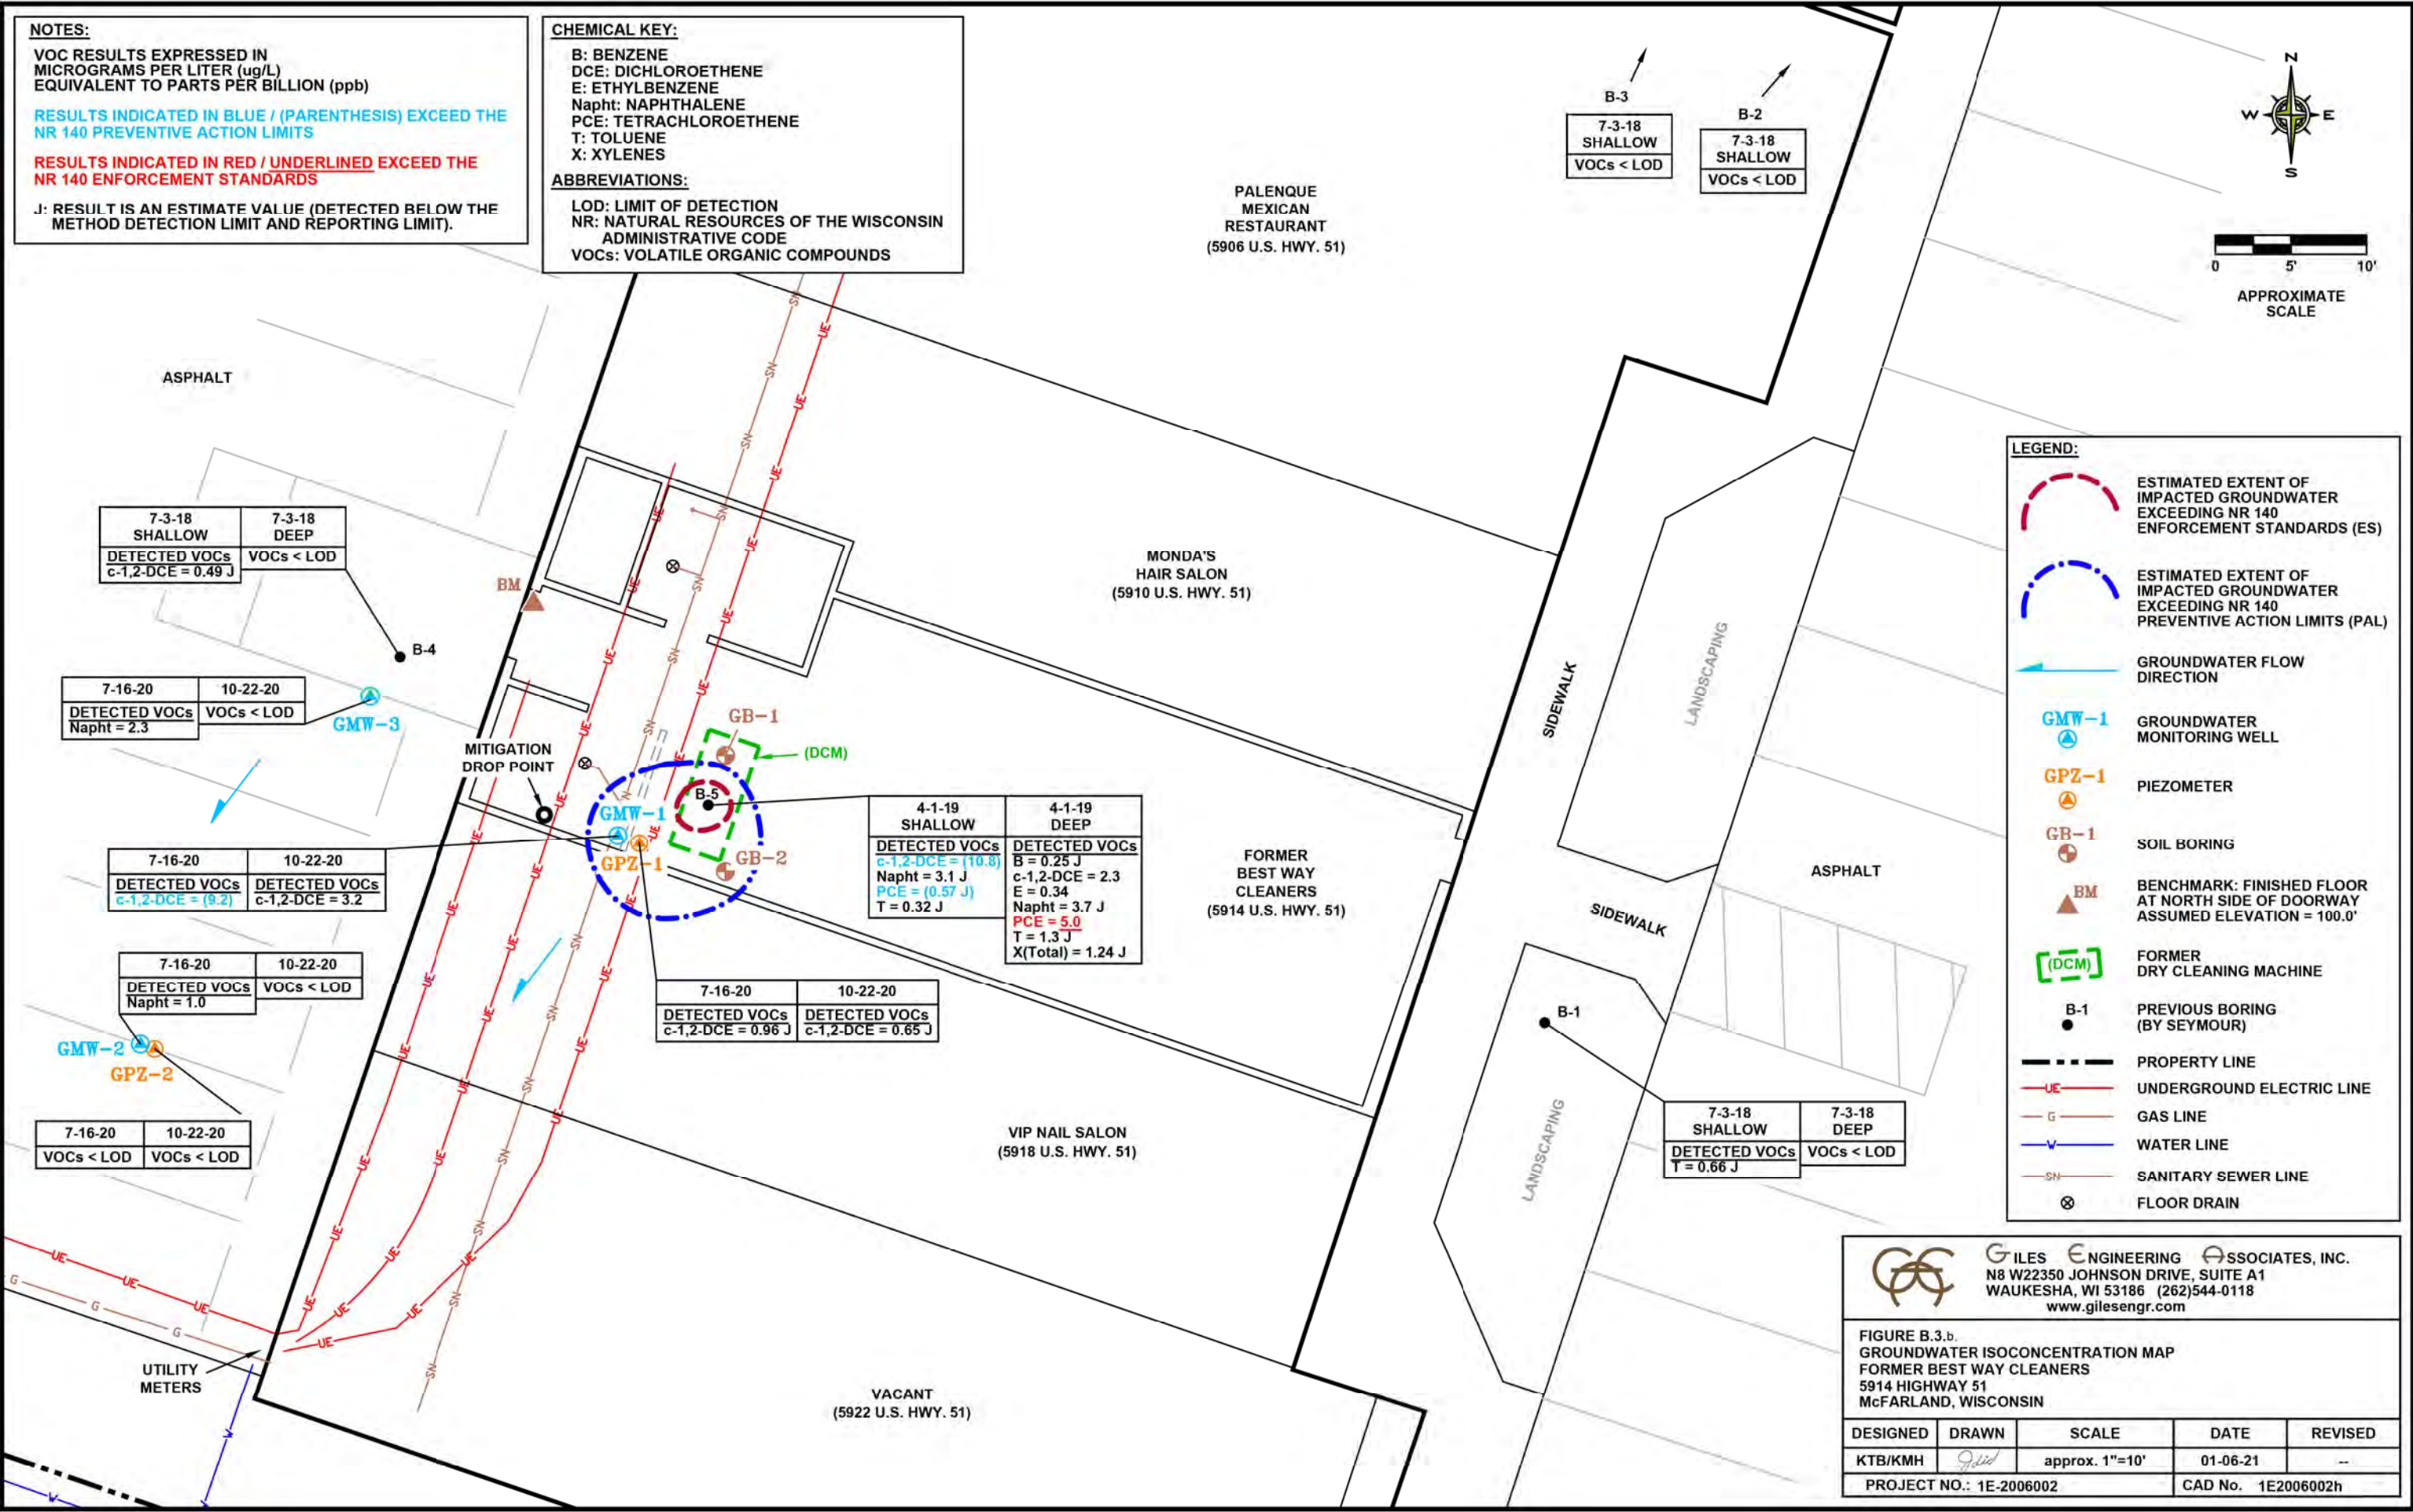 NOTES:
VOC RESULTS EXPRESSED IN
MICROGRAMS PER LITER (ug/L)
EQUIVALENT TO PARTS PER BILLION (ppb)
RESULTS INDICATED IN BLUE / (PARENTHESIS) EXCEED THE
NR 140 PREVENTIVE ACTION LIMITS
RESULTS INDICATED IN RED / UNDERLINED EXCEED THE
NR 140 ENFORCEMENT STANDARDS
J: RESULT IS AN ESTIMATE VALUE (DETECTED BELOW THE
METHOD DETECTION LIMIT AND REPORTING LIMIT).
CHEMICAL KEY:
B: BENZENE
DCE: DICHLOROETHENE
E: ETHYLBENZENE
Napht: NAPHTHALENE
PCE: TETRACHLOROETHENE
T: TOLUENE
X: XYLENES
ABBREVIATIONS:
LOD: LIMIT OF DETECTION
NR: NATURAL RESOURCES OF THE WISCONSIN
ADMINISTRATIVE CODE
VOCs: VOLATILE ORGANIC COMPOUNDS
B-3
7-3-18
SHALLOW
VOCs < LOD
B-2
7-3-18
SHALLOW
VOCs < LOD
N
W E
S
0 5' 10'
APPROXIMATE
SCALE
PALENQUE
MEXICAN
RESTAURANT
(5906 U.S. HWY. 51)
ASPHALT
MONDA'S
HAIR SALON
(5910 U.S. HWY. 51)
7-3-18 7-3-18
SHALLOW DEEP
DETECTED VOCs VOCs < LOD
c-1,2-DCE = 0.49 J
B-4
BM
7-16-20 10-22-20
DETECTED VOCs VOCs < LOD
Napht = 2.3
GMW-3
MITIGATION
DROP POINT
GB-1
(DCM)
B-5
GMW-1
GPZ-1
GB-2
4-1-19 4-1-19
SHALLOW DEEP
DETECTED VOCs DETECTED VOCs
c-1,2-DCE = (10.8) B = 0.25 J
Napht = 3.1 J c-1,2-DCE = 2.3
PCE = (0.57 J) E = 0.34
T = 0.32 J Napht = 3.7 J
PCE = 5.0
T = 1.3 J
X(Total) = 1.24 J
7-16-20 10-22-20
DETECTED VOCs DETECTED VOCs
c-1,2-DCE = (9.2) c-1,2-DCE = 3.2
7-16-20 10-22-20
DETECTED VOCs VOCs < LOD
Napht = 1.0
GMW-2
GPZ-2
7-16-20 10-22-20
VOCs < LOD VOCs < LOD
7-16-20 10-22-20
DETECTED VOCs DETECTED VOCs
c-1,2-DCE = 0.96 J c-1,2-DCE = 0.65 J
FORMER
BEST WAY
CLEANERS
(5914 U.S. HWY. 51)
SIDEWALK
LANDSCAPING
ASPHALT
SIDEWALK
B-1
LANDSCAPING
7-3-18 7-3-18
SHALLOW DEEP
DETECTED VOCs VOCs < LOD
T = 0.66 J
VIP NAIL SALON
(5918 U.S. HWY. 51)
VACANT
(5922 U.S. HWY. 51)
UTILITY
METERS
UE
SN
G
W
LEGEND:
ESTIMATED EXTENT OF
IMPACTED GROUNDWATER
EXCEEDING NR 140
ENFORCEMENT STANDARDS (ES)
ESTIMATED EXTENT OF
IMPACTED GROUNDWATER
EXCEEDING NR 140
PREVENTIVE ACTION LIMITS (PAL)
GROUNDWATER FLOW
DIRECTION
GMW-1 GROUNDWATER
MONITORING WELL
GPZ-1 PIEZOMETER
GB-1 SOIL BORING
BM BENCHMARK: FINISHED FLOOR
AT NORTH SIDE OF DOORWAY
ASSUMED ELEVATION = 100.0'
(DCM) FORMER
DRY CLEANING MACHINE
B-1 PREVIOUS BORING
(BY SEYMOUR)
PROPERTY LINE
UE UNDERGROUND ELECTRIC LINE
G GAS LINE
W WATER LINE
SN SANITARY SEWER LINE
FLOOR DRAIN
GILES ENGINEERING ASSOCIATES, INC.
N8 W22350 JOHNSON DRIVE, SUITE A1
WAUKESHA, WI 53186 (262)544-0118
www.gilesengr.com
FIGURE B.3.b.
GROUNDWATER ISOCONCENTRATION MAP
FORMER BEST WAY CLEANERS
5914 HIGHWAY 51
McFARLAND, WISCONSIN
DESIGNED DRAWN SCALE DATE REVISED
KTB/KMH approx. 1"=10' 01-06-21 --
PROJECT NO.: 1E-2006002 CAD No. 1E2006002h